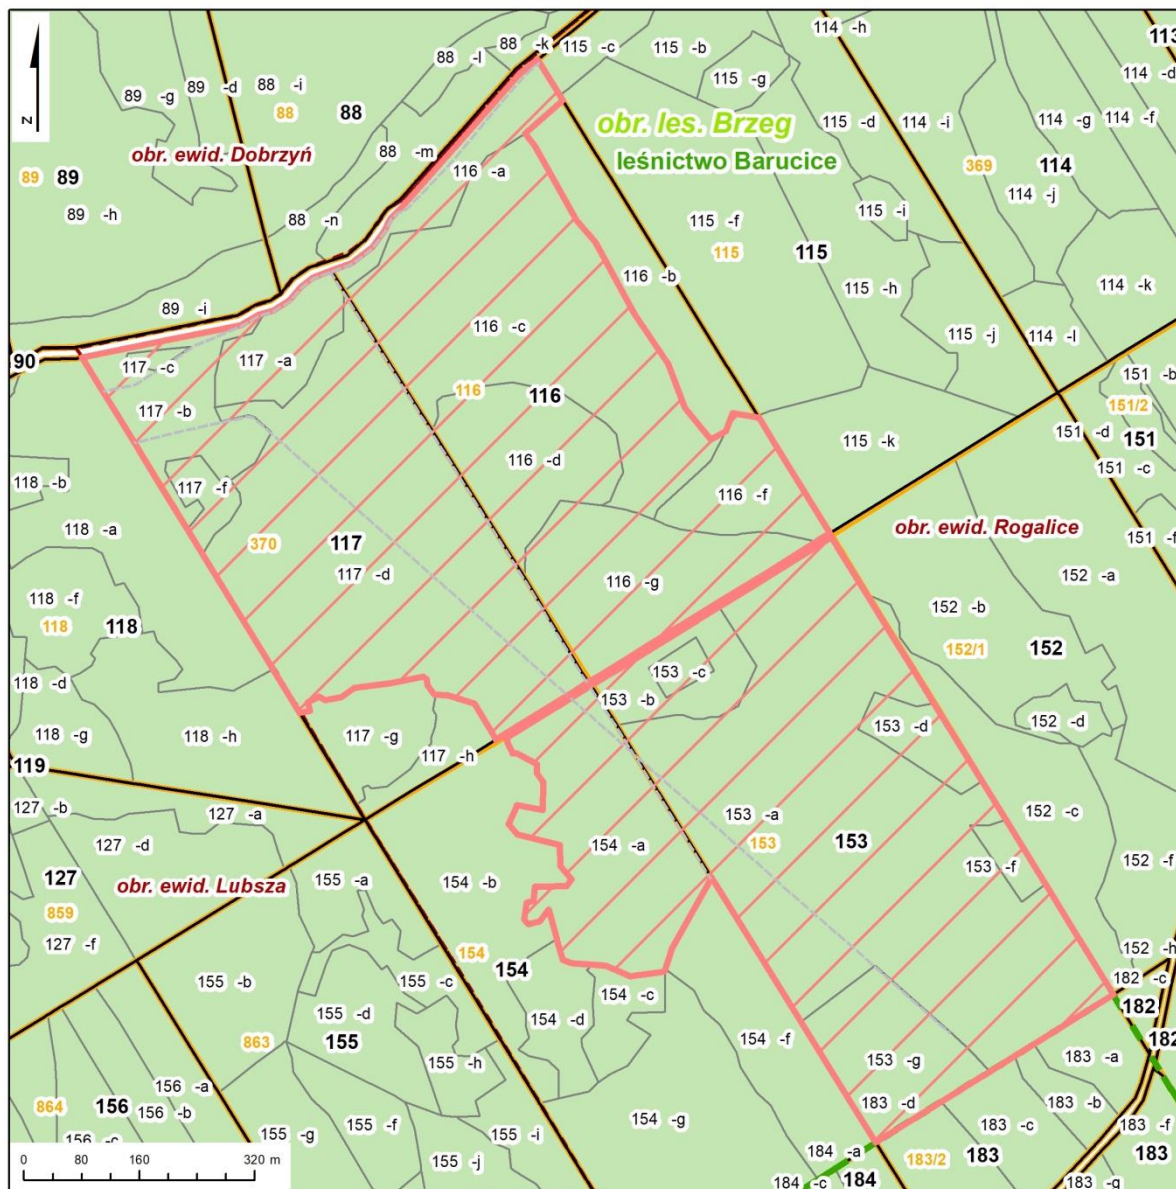 88 -k
115 -c
115 -b
114 -h
113
88 -l
115 -g
114 -d
89 -g
89 -d
88 -i
88
88
obr. les. Brzeg
leśnictwo Barucice
115 -d
114 -i
114 -g
114 -f
z
obr. ewid. Dobrzyń
88 -m
116 -a
369
114
89
89
114 -j
89 -h
88 -n
115 -f
115
115
115 -i
116 -b
115 -h
114 -k
89 -i
116 -c
115 -j
114 -l
90
117 -c
117 -a
116
116
151 -b
151/2
117 -b
115 -k
151 -d
151
151 -c
116 -d
118 -b
117 -f
116 -f
118 -a
obr. ewid. Rogalice
151 -f
370
117
117 -d
116 -g
152 -a
118 -f
118
118
152 -b
152/1
152
118 -d
153 -c
153 -b
118 -g
118 -h
117 -g
117 -h
153 -d
152 -d
119
127 -b
127 -a
153 -a
153
153
152 -c
127 -d
154 -a
127
obr. ewid. Lubsza
155 -a
154 -b
153 -f
152 -f
859
127 -f
154
154
152 -h
155 -b
155 -c
154 -c
182 -c
182
155 -d
154 -d
863
155
154 -f
182
155 -h
153 -g
183 -a
156 -a
864
156
156 -b
183 -d
183 -b
156 -c
155 -g
155 -f
155 -i
154 -g
183 -c
183 -f
184 -a
183/2
183
183
155 -j
184 -c
184
183 -g
0 80 160 320 m